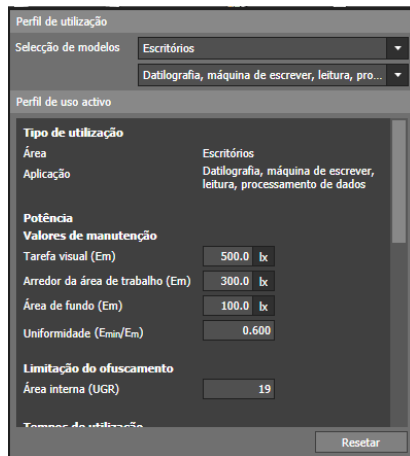 Perfil de utilização
Selecção de modelos Escritórios
Datilografia, máquina de escrever, leitura, pro...
Perfil de uso activo
Tipo de utilização
Área Escritórios
Aplicação Datilografia, máquina de escrever,
leitura, processamento de dados
Potência
Valores de manutenção
Tarefa visual (Em) 500.0 lx
Arredor da área de trabalho (Em) 300.0 lx
Área de fundo (Em) 100.0 lx
Uniformidade (Emin/Em) 0.600
Limitação do ofuscamento
Área interna (UGR) 19
Tempos de utilização
Resetar